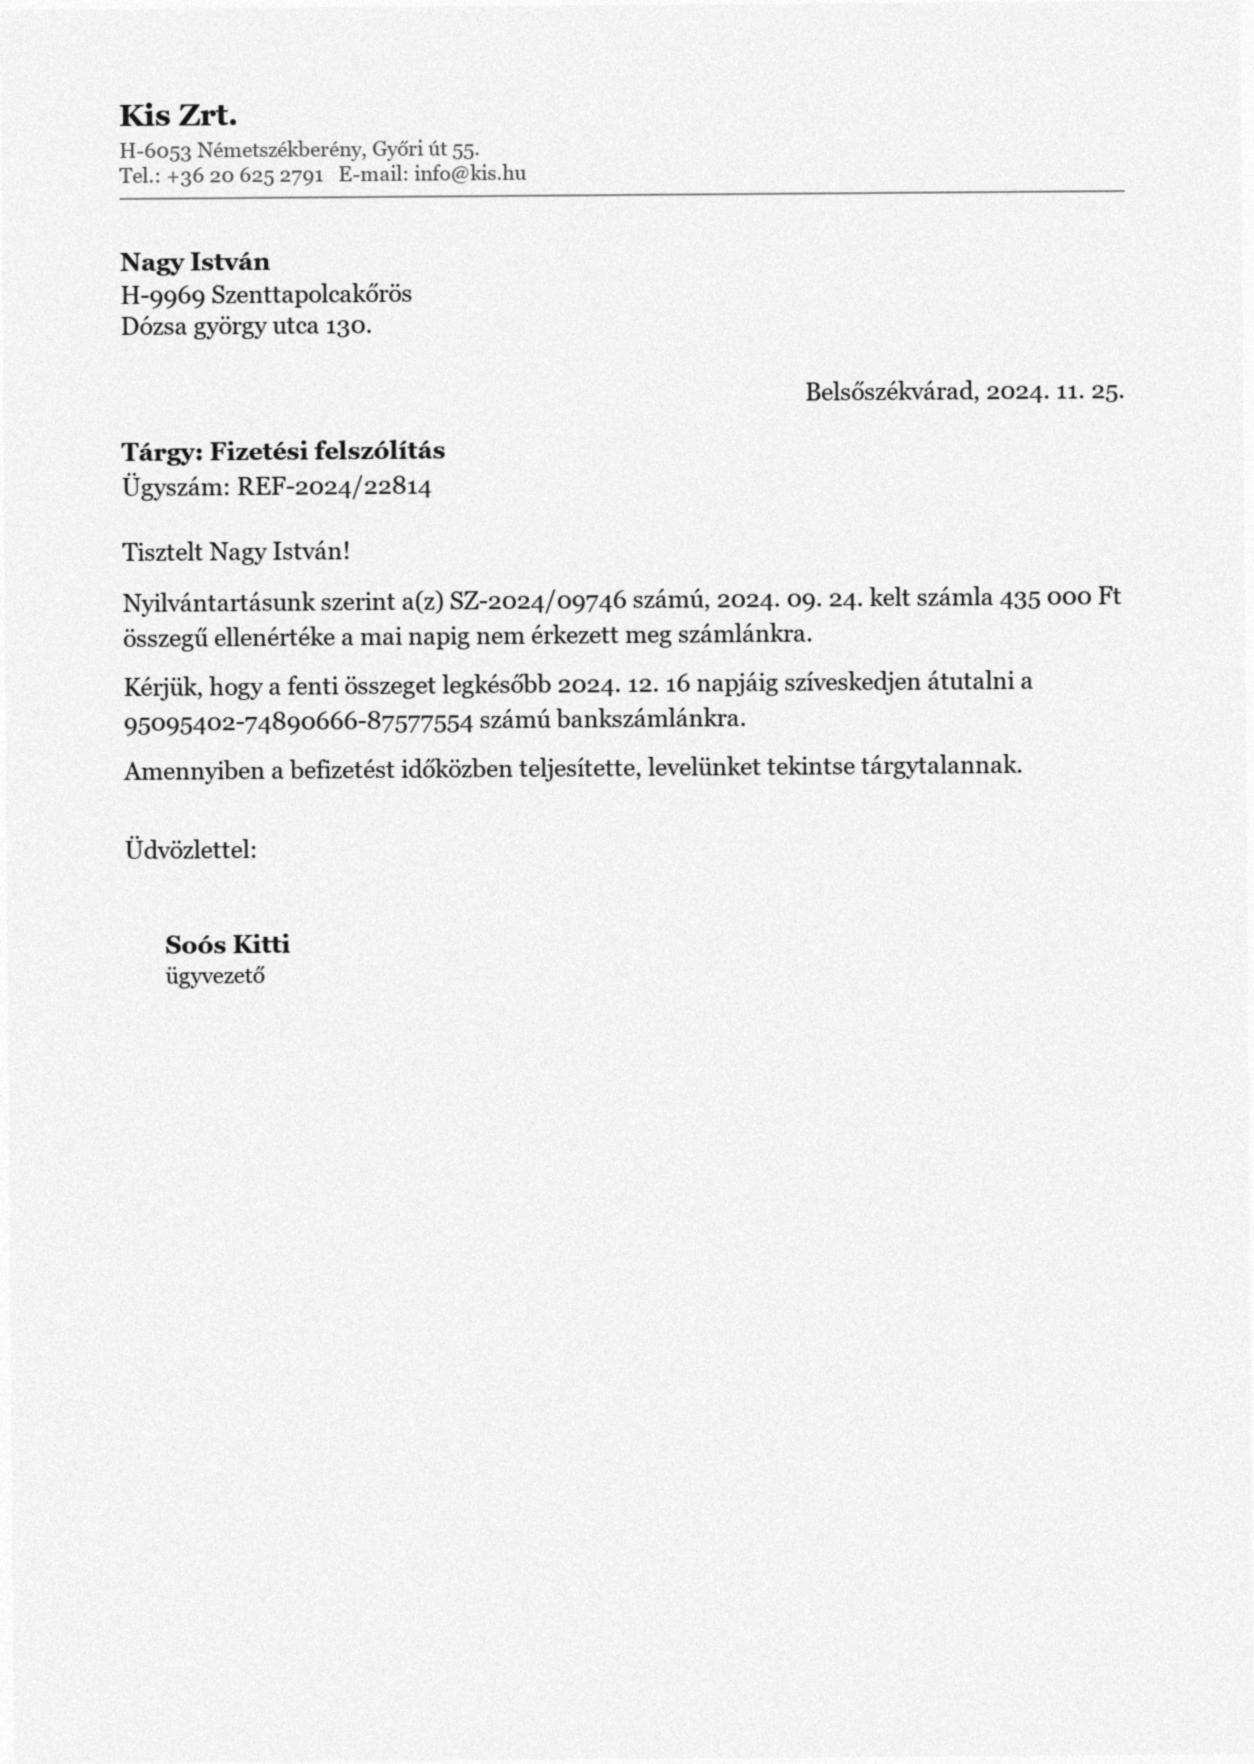 Kis Zrt.
H-6053 Németszékberény, Győri út 55.
Tel.: +36 20 625 2791 E-mail: info@kis.hu
Nagy István
H-9969 Szenttapolcakőrös
Dózsa györgy utca 130.
Belsőszékvárad, 2024. 11. 25.
Tárgy: Fizetési felszólítás
Ügyszám: REF-2024/22814
Tisztelt Nagy István!
Nyilvántartásunk szerint a(z) SZ-2024/09746 számú, 2024. 09. 24. kelt számla 435 000 Ft
összegű ellenértéke a mai napig nem érkezett meg számlánkra.
Kérjük, hogy a fenti összeget legkésőbb 2024. 12. 16 napjáig szíveskedjen átutalni a
95095402-74890666-87577554 számú bankszámlánkra.
Amennyiben a befizetést időközben teljesítette, levelünket tekintse tárgytalannak.
Üdvözlettel:
Soós Kitti
ügyvezető